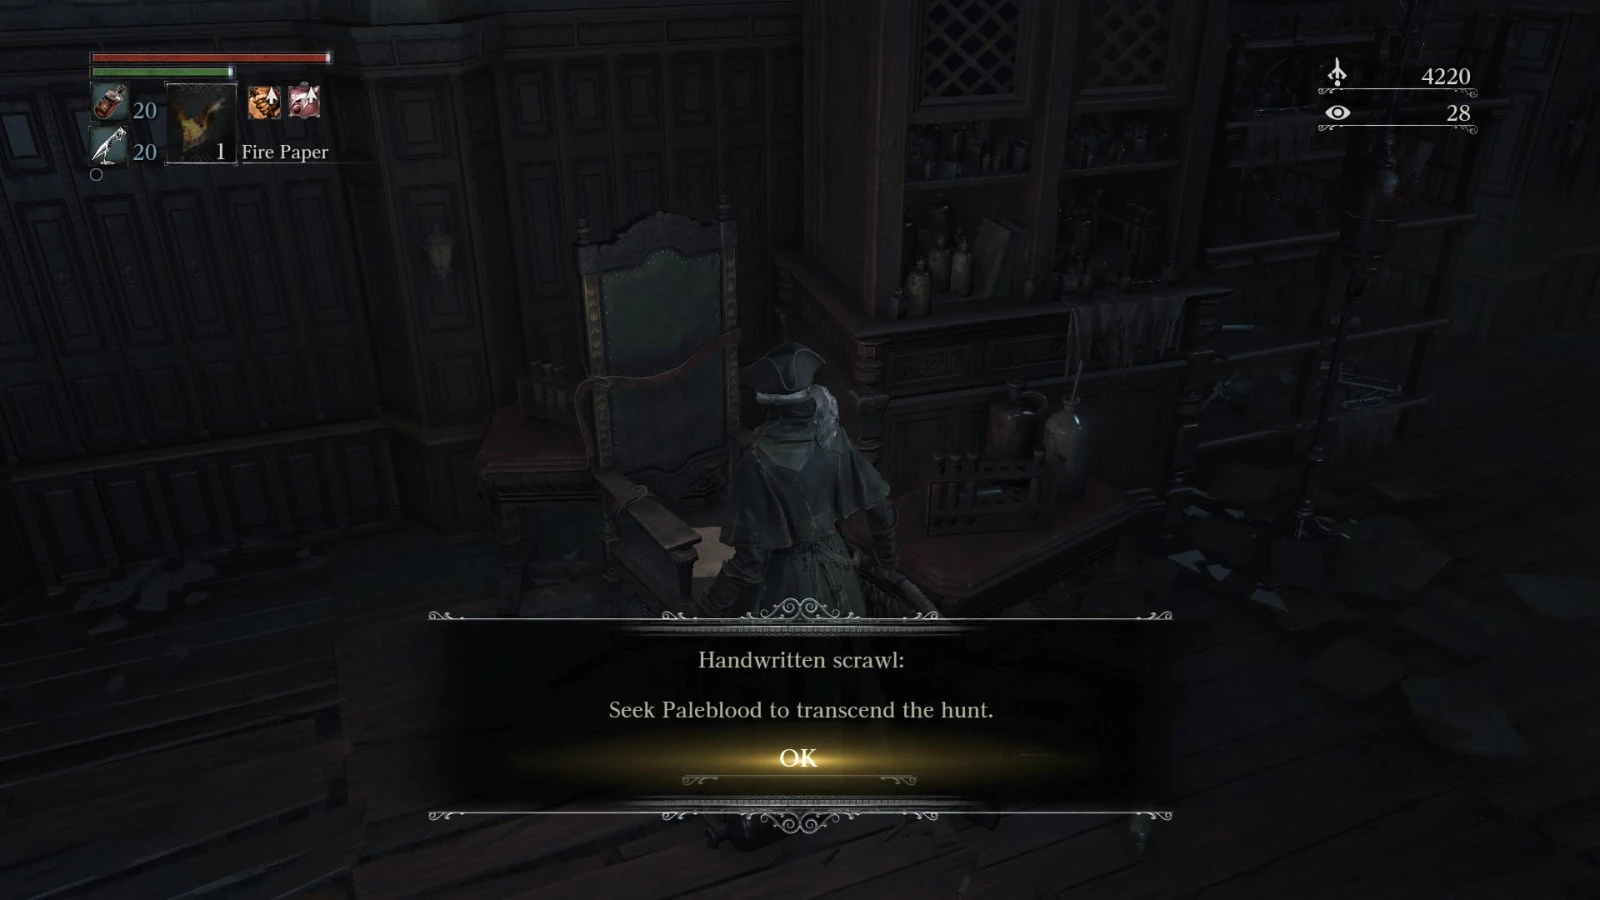 20
20
1 Fire Paper
4220
28
Handwritten scrawl:
Seek Paleblood to transcend the hunt.
OK